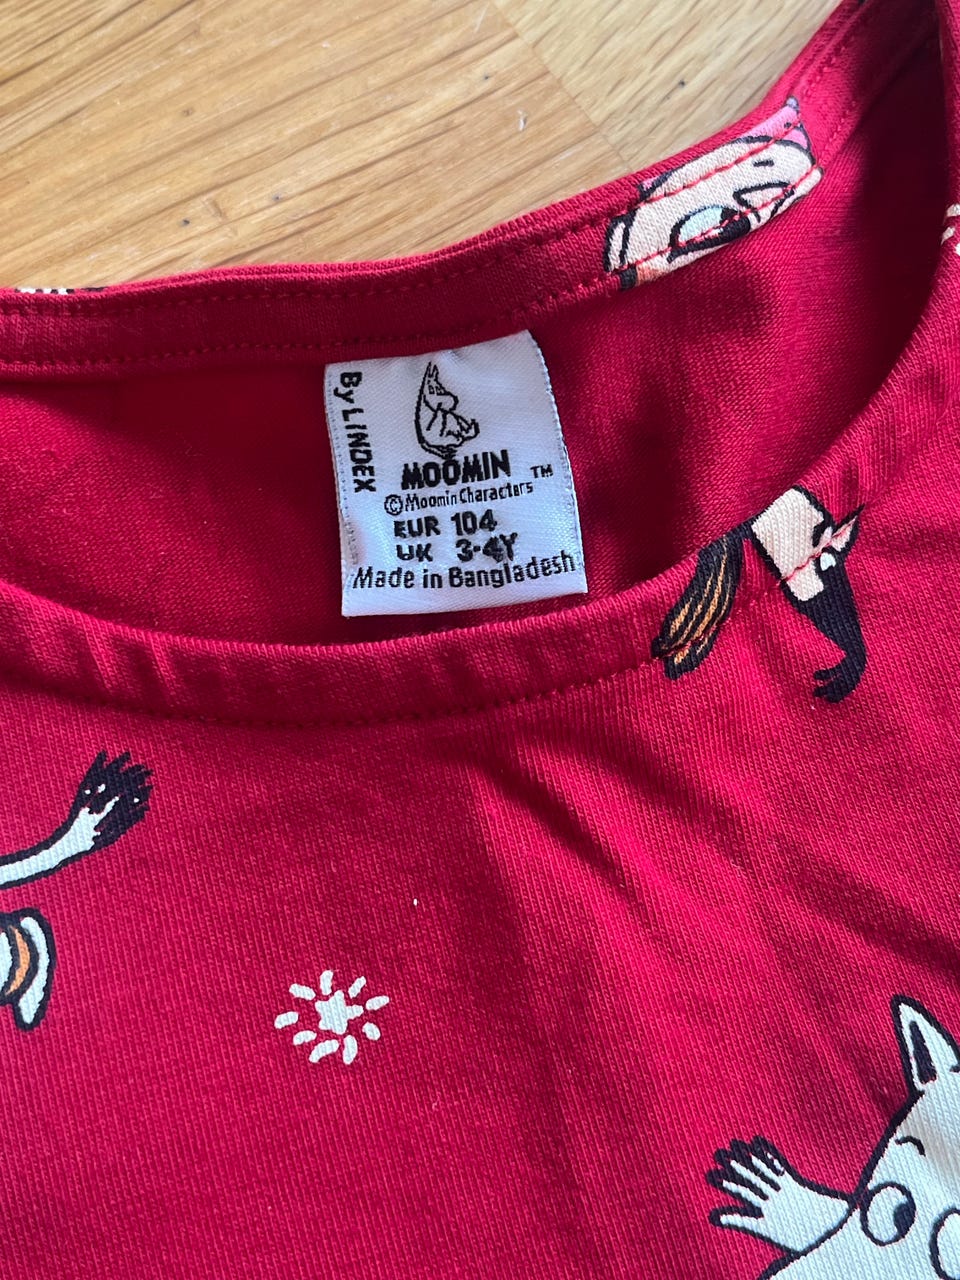 By LINDEX
MOOMIN ™
©Moomin Characters
EUR 104
UK 3-4Y
Made in Bangladesh